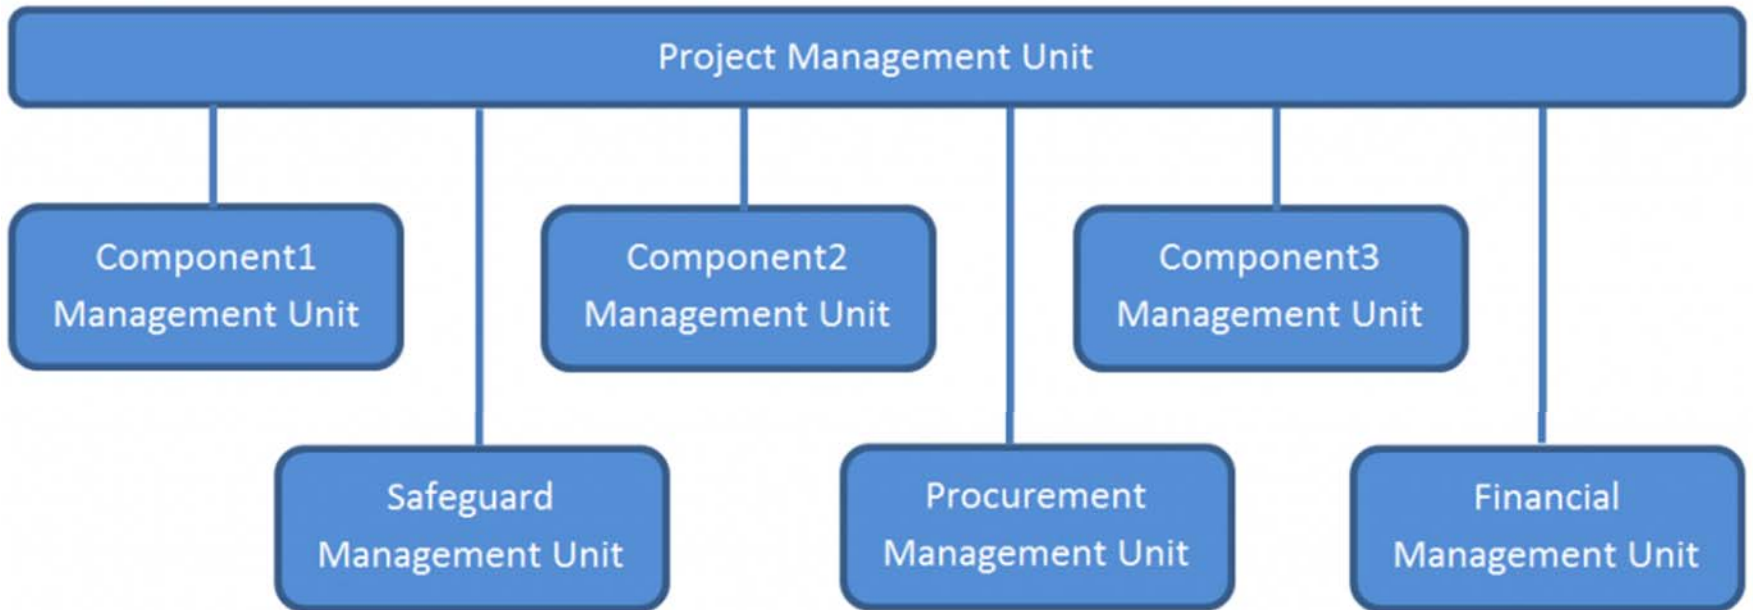 Project Management Unit
Component1
Management Unit
Component2
Management Unit
Component3
Management Unit
Safeguard
Management Unit
Procurement
Management Unit
Financial
Management Unit